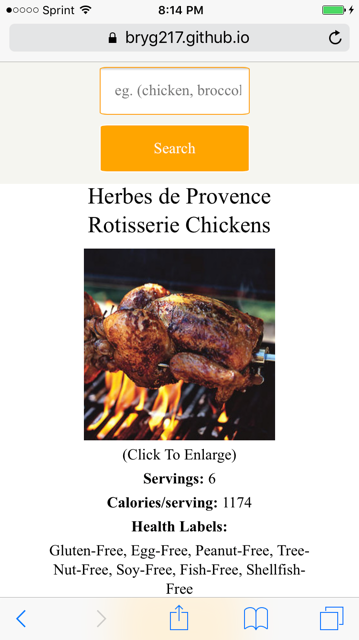 Sprint 8:14 PM
bryg217.github.io
eg. (chicken, broccol
Search
Herbes de Provence
Rotisserie Chickens
(Click To Enlarge)
Servings: 6
Calories/serving: 1174
Health Labels:
Gluten-Free, Egg-Free, Peanut-Free, Tree-
Nut-Free, Soy-Free, Fish-Free, Shellfish-
Free